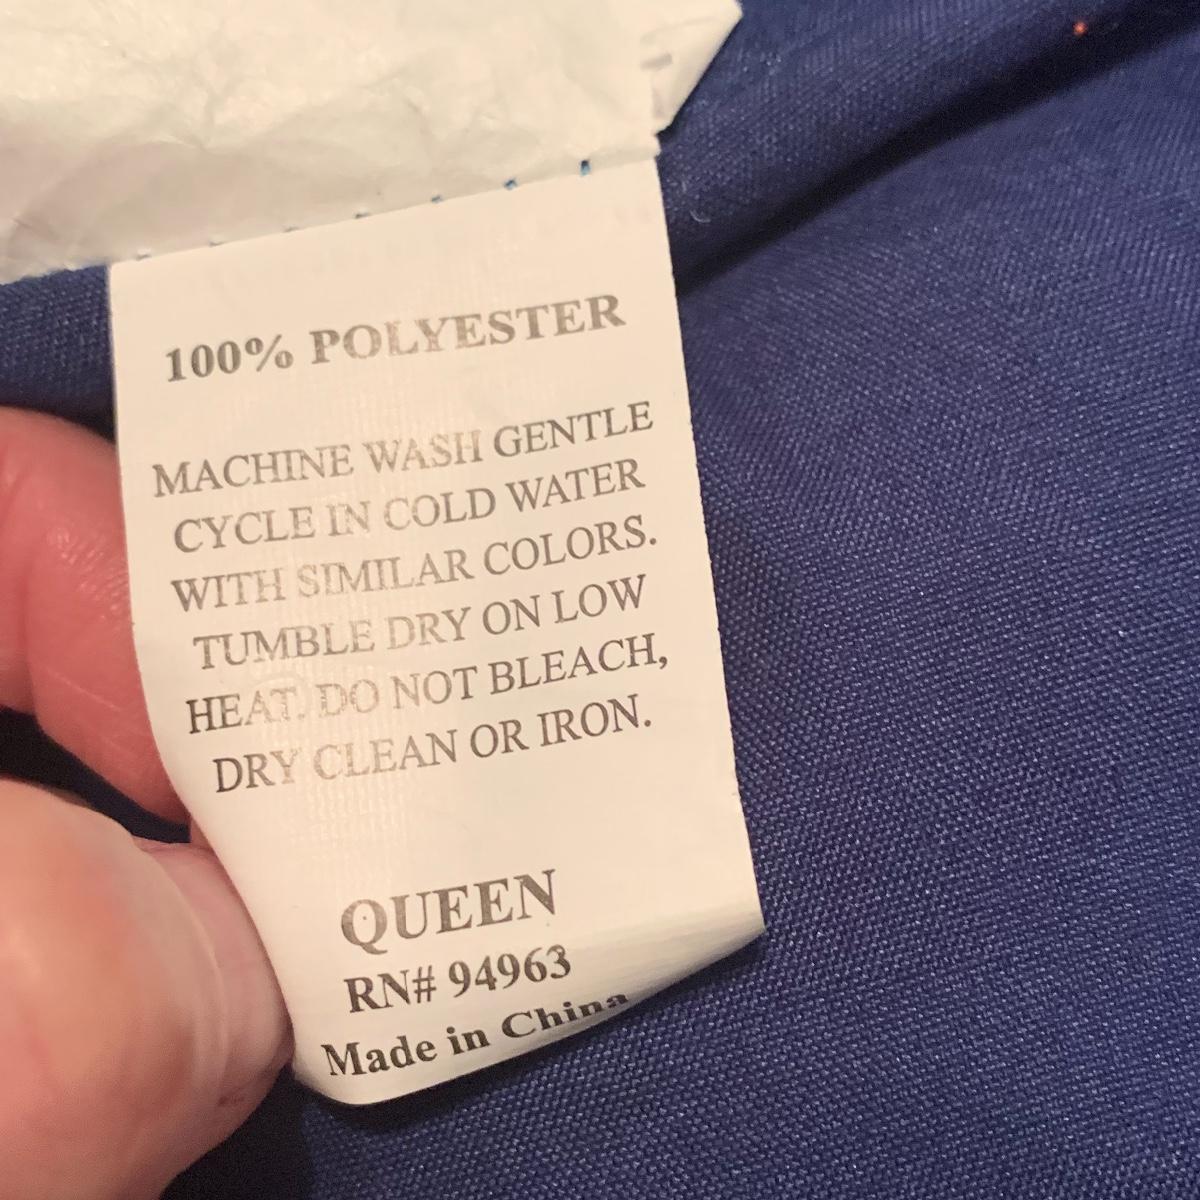 100% POLYESTER
MACHINE WASH GENTLE
CYCLE IN COLD WATER
WITH SIMILAR COLORS.
TUMBLE DRY ON LOW
HEAT. DO NOT BLEACH,
DRY CLEAN OR IRON.
QUEEN
RN# 94963
Made in China